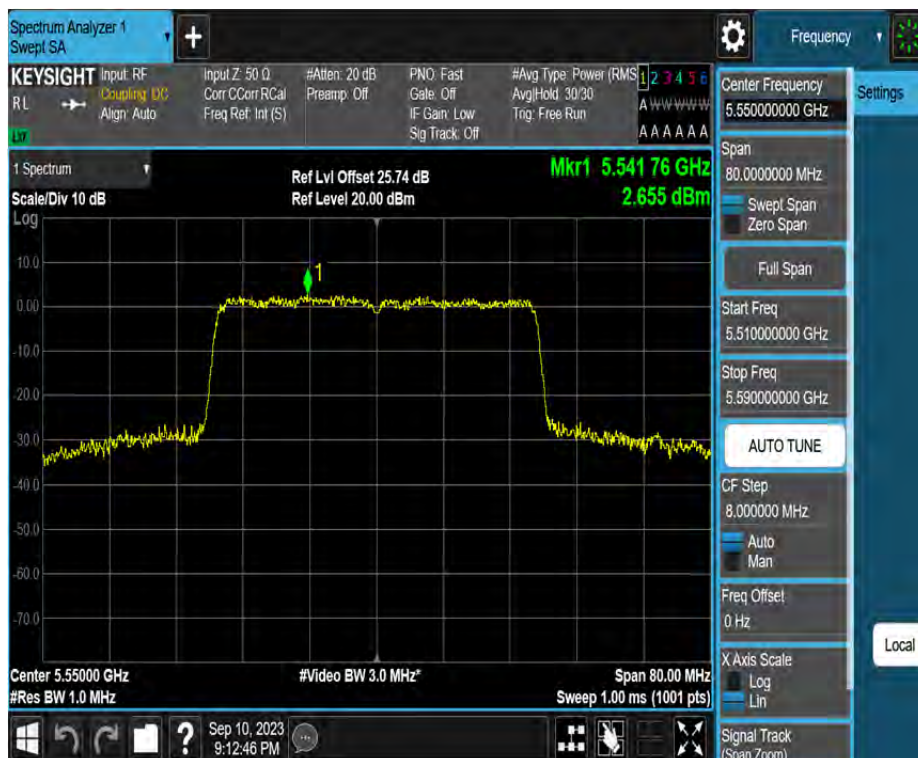 Spectrum Analyzer 1
Swept SA
+
Frequency
KEYSIGHT
RL
LXI
Input: RF
Coupling: DC
Align: Auto
Input Z: 50 Ω
Corr CCorr RCal
Freq Ref: Int (S)
#Atten: 20 dB
Preamp: Off
PNO: Fast
Gate: Off
IF Gain: Low
Sig Track: Off
#Avg Type: Power (RMS
Avg|Hold: 30/30
Trig: Free Run
1 2 3 4 5 6
A W W W W W
A A A A A A
1 Spectrum
Scale/Div 10 dB
Log
Ref Lvl Offset 25.74 dB
Ref Level 20.00 dBm
Mkr1 5.541 76 GHz
2.655 dBm
1
10.0
0.00
-10.0
-20.0
-30.0
-40.0
-50.0
-60.0
-70.0
Center 5.55000 GHz
#Res BW 1.0 MHz
#Video BW 3.0 MHz*
Span 80.00 MHz
Sweep 1.00 ms (1001 pts)
Center Frequency
5.550000000 GHz
Settings
Span
80.0000000 MHz
Swept Span
Zero Span
Full Span
Start Freq
5.510000000 GHz
Stop Freq
5.590000000 GHz
AUTO TUNE
CF Step
8.000000 MHz
Auto
Man
Freq Offset
0 Hz
X Axis Scale
Log
Lin
Local
Signal Track
(Span Zoom)
?
Sep 10, 2023
9:12:46 PM